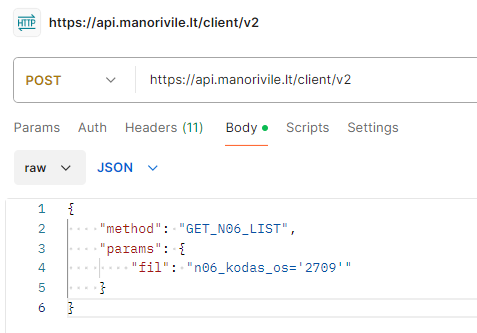 HTTP https://api.manorivile.lt/client/v2
POST https://api.manorivile.lt/client/v2
Params Auth Headers (11) Body Scripts Settings
raw JSON
1 {
2 "method": "GET_N06_LIST",
3 "params": {
4 "fil": "n06_kodas_os='2709'"
5 }
6 }